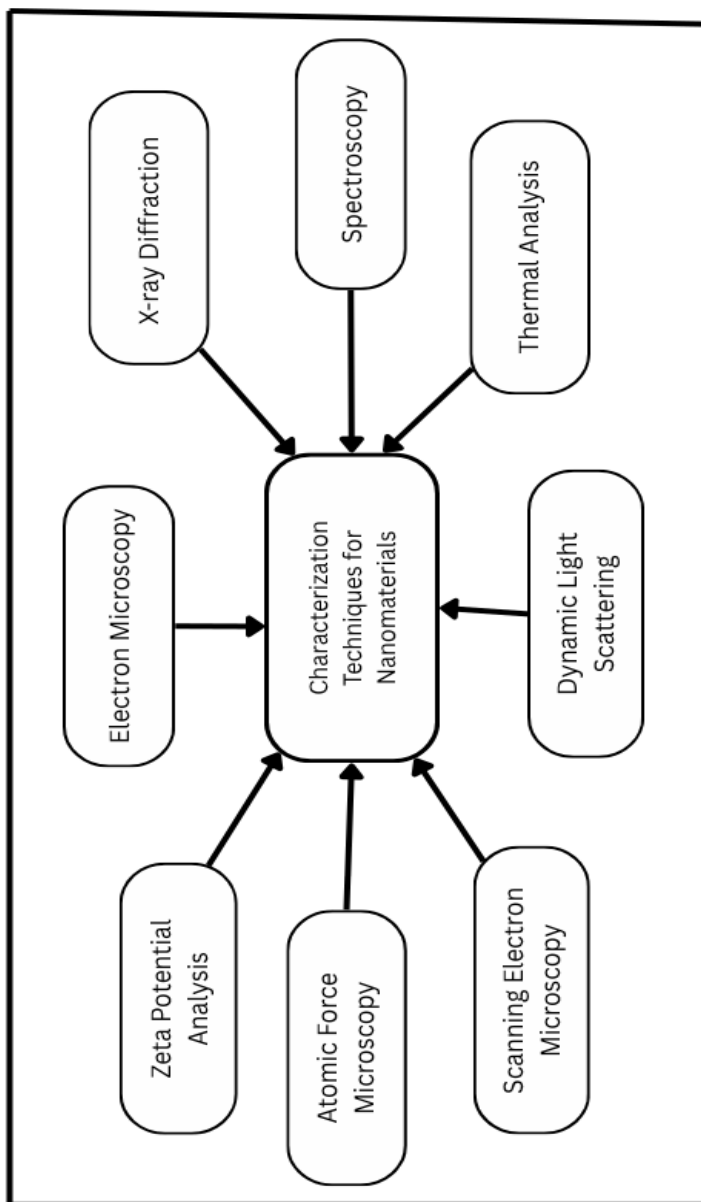 Zeta Potential
Analysis
Electron Microscopy
X-ray Diffraction
Atomic Force
Microscopy
Characterization
Techniques for
Nanomaterials
Spectroscopy
Scanning Electron
Microscopy
Dynamic Light
Scattering
Thermal Analysis